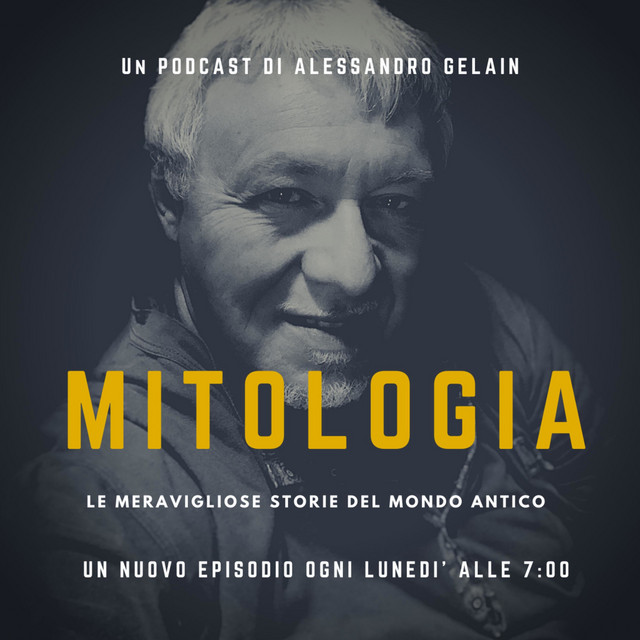 Un PODCAST DI ALESSANDRO GELAIN
MITOLOGIA
LE MERAVIGLIOSE STORIE DEL MONDO ANTICO
UN NUOVO EPISODIO OGNI LUNEDI' ALLE 7:00